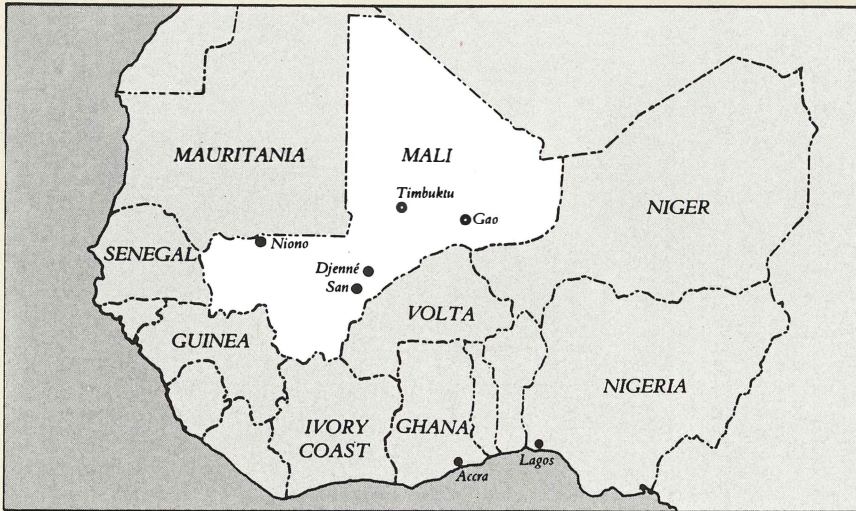 MAURITANIA
MALI
Timbuktu
Gao
NIGER
SENEGAL
Niono
Djenné
San
VOLTA
GUINEA
NIGERIA
IVORY
COAST
GHANA
Accra
Lagos